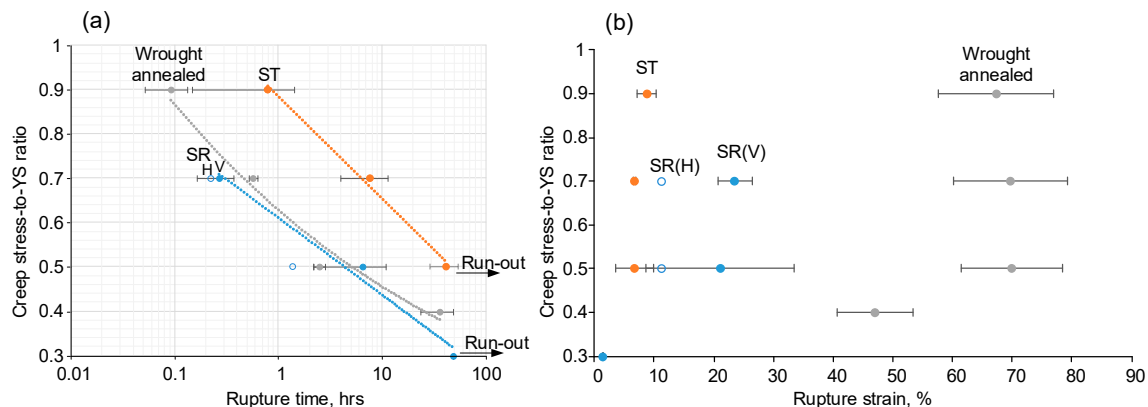 (a)
Creep stress-to-YS ratio
1
0.9
0.8
0.7
0.6
0.5
0.4
0.3
Wrought
annealed
ST
SR
H
V
Run-out
Run-out
0.01
0.1
1
10
100
Rupture time, hrs
(b)
Creep stress-to-YS ratio
1
0.9
0.8
0.7
0.6
0.5
0.4
0.3
ST
Wrought
annealed
SR(H)
SR(V)
0
10
20
30
40
50
60
70
80
90
Rupture strain, %